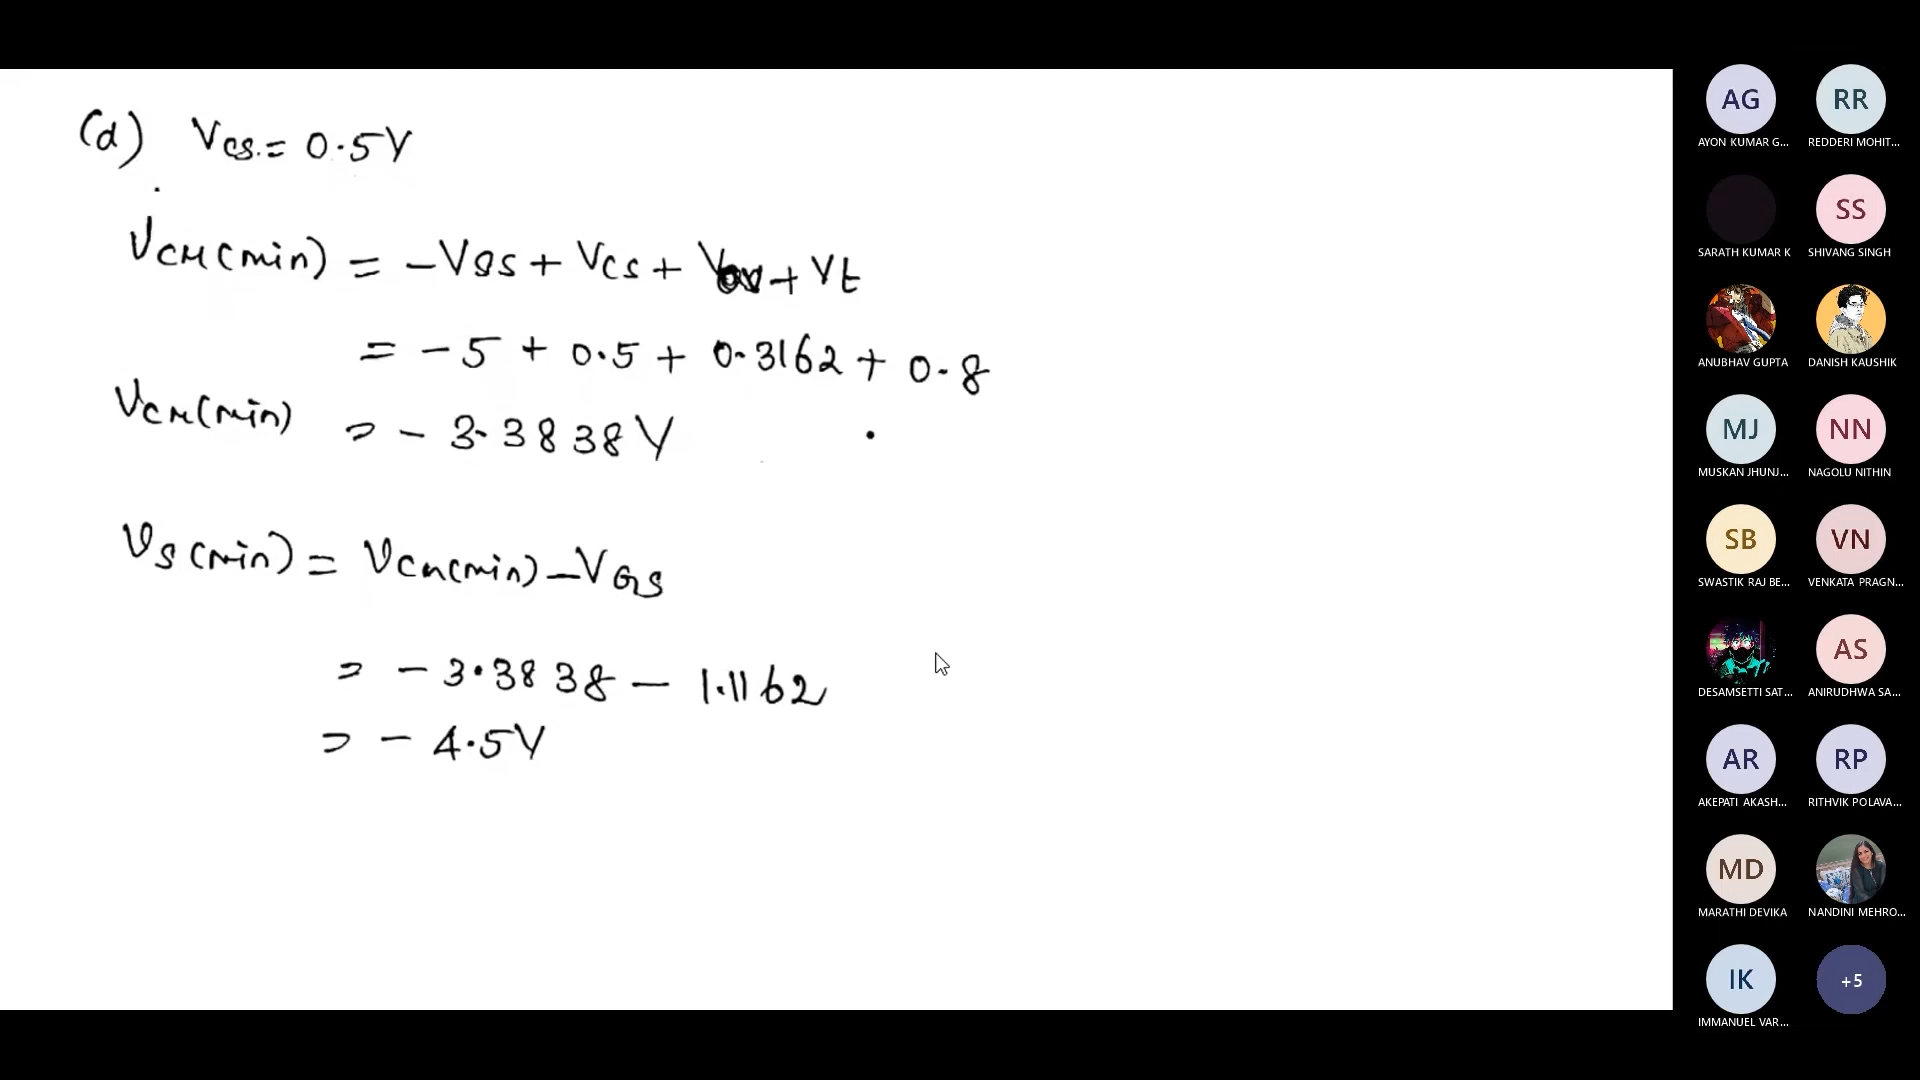 (d) VCS = 0.5V
VCM(min) = -VSS + VCS + VOV + Vt
= -5 + 0.5 + 0.3162 + 0.8
VCM(min) = -3.3838V
VS(min) = VCM(min) - VGS
= -3.3838 - 1.1162
= -4.5V
AG RR
AYON KUMAR G... REDDERI MOHIT...
SS
SARATH KUMAR K SHIVANG SINGH
ANUBHAV GUPTA DANISH KAUSHIK
MJ NN
MUSKAN JHUNJ... NAGOLU NITHIN
SB VN
SWASTIK RAJ BE... VENKATA PRAGN...
AS
DESAMSETTI SAT... ANIRUDHWA SA...
AR RP
AKEPATI AKASH... RITHVIK POLAVA...
MD
MARATHI DEVIKA NANDINI MEHRO...
IK +5
IMMANUEL VAR...